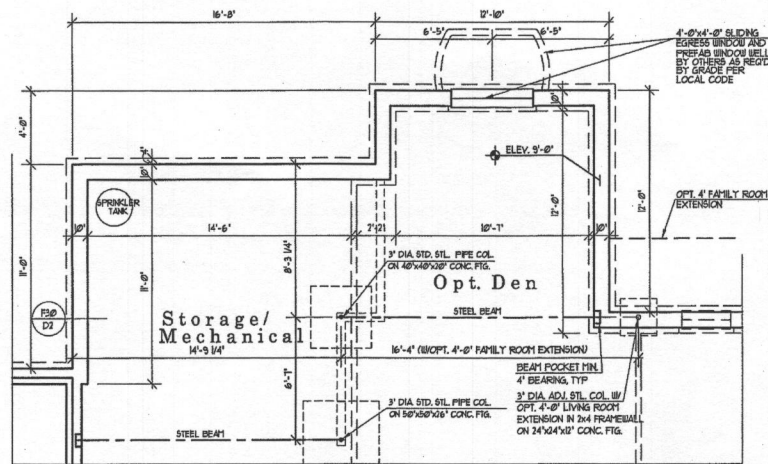 16'-8"
12'-10"
6'-5"
6'-5"
4'-0"x4'-0" SLIDING
EGRESS WINDOW AND
PREFAB WINDOW WELL
BY OTHERS AS REQ'D
BY GRADE PER
LOCAL CODE
4'-0"
10"
4"
10"
ELEV. 9'-0"
SPRINKLER
TANK
OPT. 4' FAMILY ROOM
EXTENSION
12'-0"
12'-0"
10"
14'-6"
10'-7"
10"
8'-3 1/4"
3" DIA. STD. STL. PIPE COL.
ON 40"x40"x20" CONC. FTG.
11'-0"
11'-0"
Opt. Den
F30
D2
Storage/
Mechanical
STEEL BEAM
14'-9 1/4"
16'-4" (W/OPT. 4'-0" FAMILY ROOM EXTENSION)
BEAM POCKET MIN.
4" BEARING, TYP
6'-7"
3" DIA. STD. STL. PIPE COL.
ON 50"x50"x26" CONC. FTG.
3" DIA. ADJ. STL. COL. W/
OPT. 4'-0" LIVING ROOM
EXTENSION IN 2x4 FRAMEWALL
ON 24"x24"x12" CONC. FTG.
STEEL BEAM